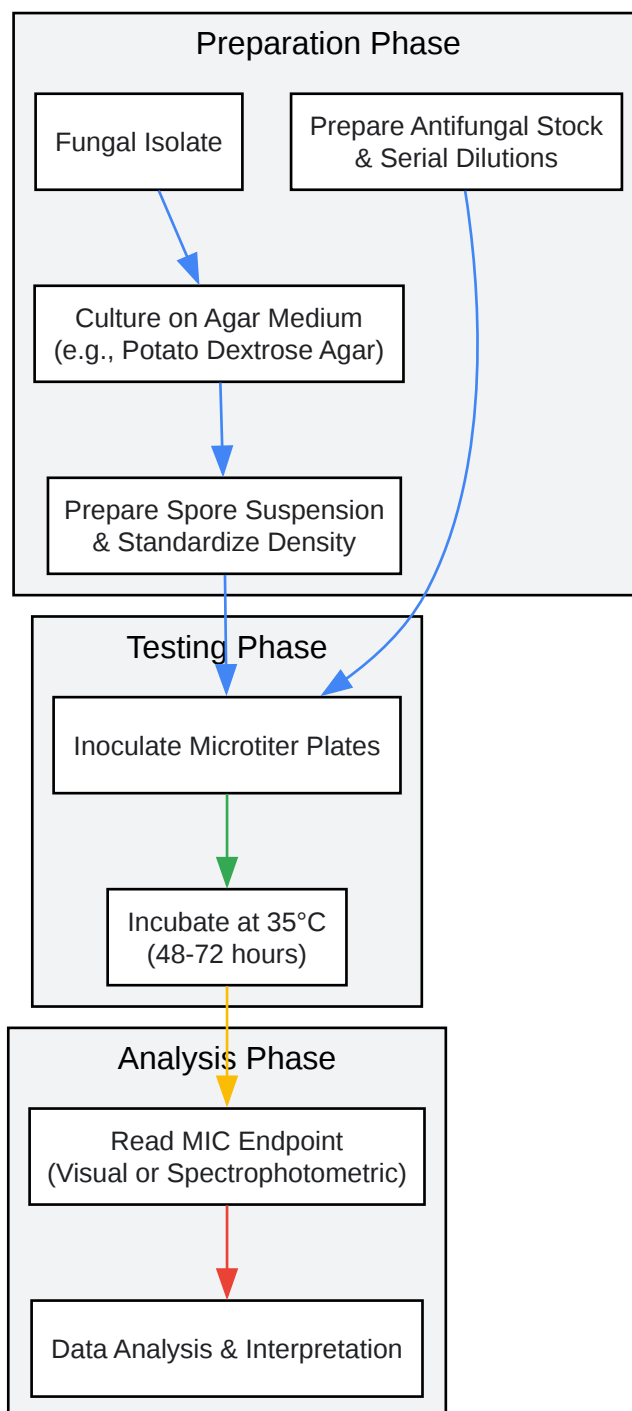 Preparation Phase
Fungal Isolate
Prepare Antifungal Stock
& Serial Dilutions
Culture on Agar Medium
(e.g., Potato Dextrose Agar)
Prepare Spore Suspension
& Standardize Density
Testing Phase
Inoculate Microtiter Plates
Incubate at 35°C
(48-72 hours)
Analysis Phase
Read MIC Endpoint
(Visual or Spectrophotometric)
Data Analysis & Interpretation